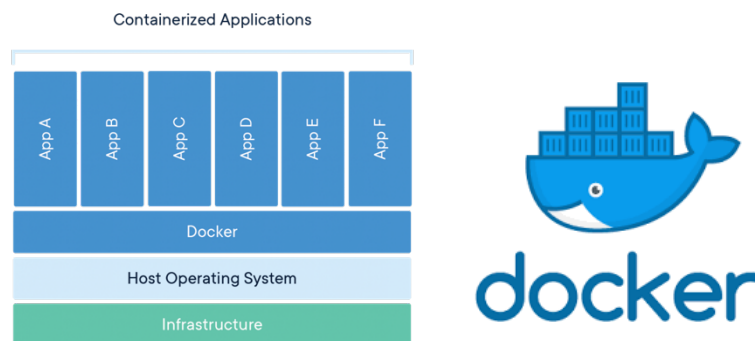 Containerized Applications
App A
App B
App C
App D
App E
App F
Docker
Host Operating System
Infrastructure
docker